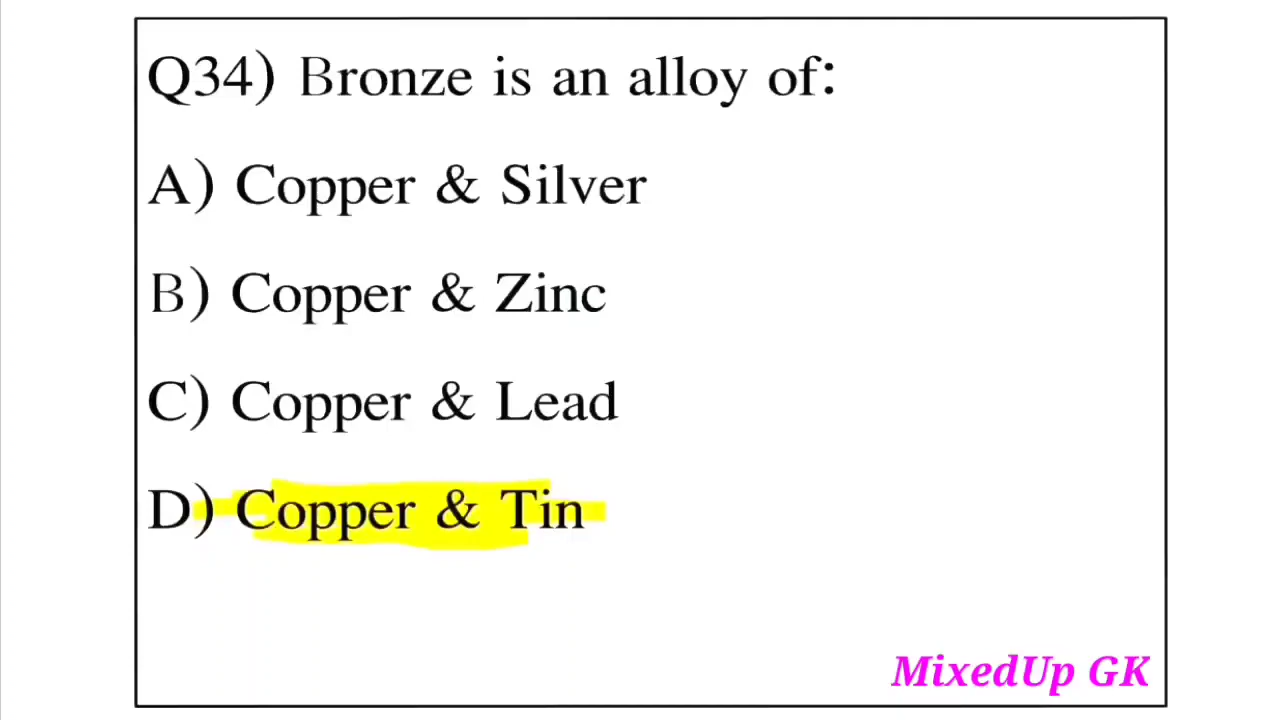 Q34) Bronze is an alloy of:
A) Copper & Silver
B) Copper & Zinc
C) Copper & Lead
D) Copper & Tin
MixedUp GK